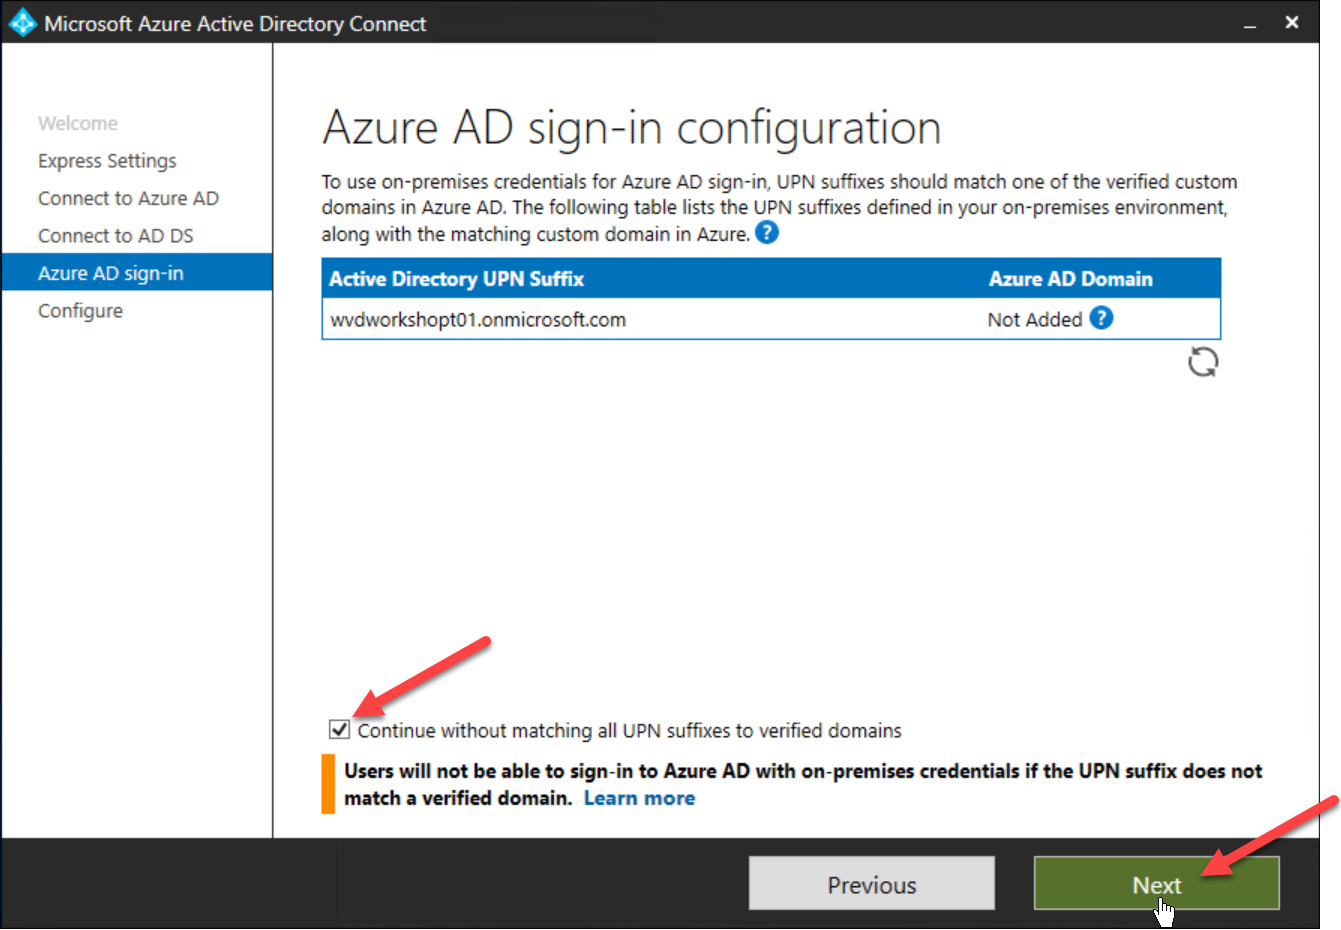 Microsoft Azure Active Directory Connect
Welcome
Express Settings
Connect to Azure AD
Connect to AD DS
Azure AD sign-in
Configure
Azure AD sign-in configuration
To use on-premises credentials for Azure AD sign-in, UPN suffixes should match one of the verified custom
domains in Azure AD. The following table lists the UPN suffixes defined in your on-premises environment,
along with the matching custom domain in Azure. ?
Active Directory UPN Suffix Azure AD Domain
wvdworkshopt01.onmicrosoft.com Not Added ?
Continue without matching all UPN suffixes to verified domains
Users will not be able to sign-in to Azure AD with on-premises credentials if the UPN suffix does not
match a verified domain. Learn more
Previous Next